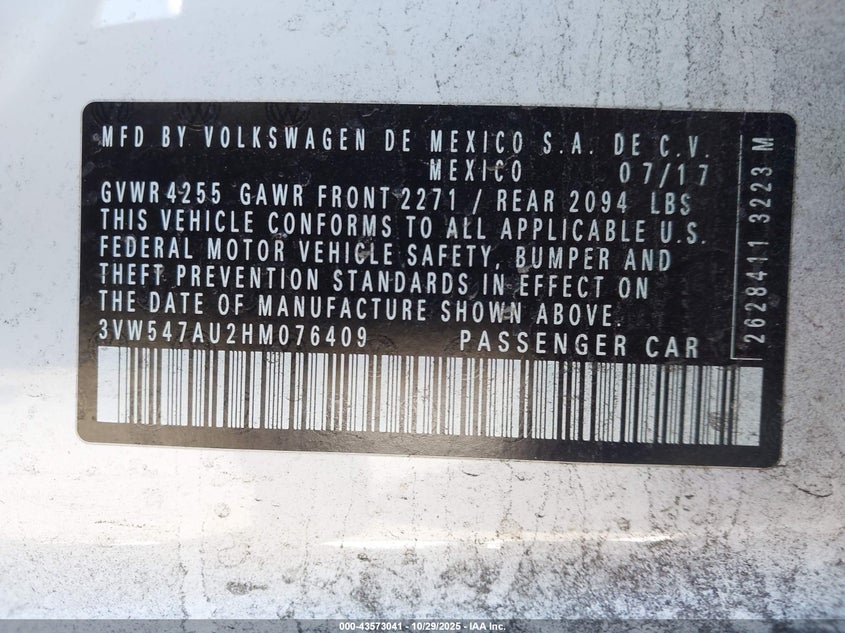 MFD BY VOLKSWAGEN DE MEXICO S.A. DE C.V.
MEXICO 07/17
GVWR 4255 GAWR FRONT 2271 / REAR 2094 LBS
THIS VEHICLE CONFORMS TO ALL APPLICABLE U.S.
FEDERAL MOTOR VEHICLE SAFETY, BUMPER AND
THEFT PREVENTION STANDARDS IN EFFECT ON
THE DATE OF MANUFACTURE SHOWN ABOVE.
3VW547AU2HM076409 PASSENGER CAR
2628411 3223 M
000-43573041 - 10/29/2025 - IAA Inc.